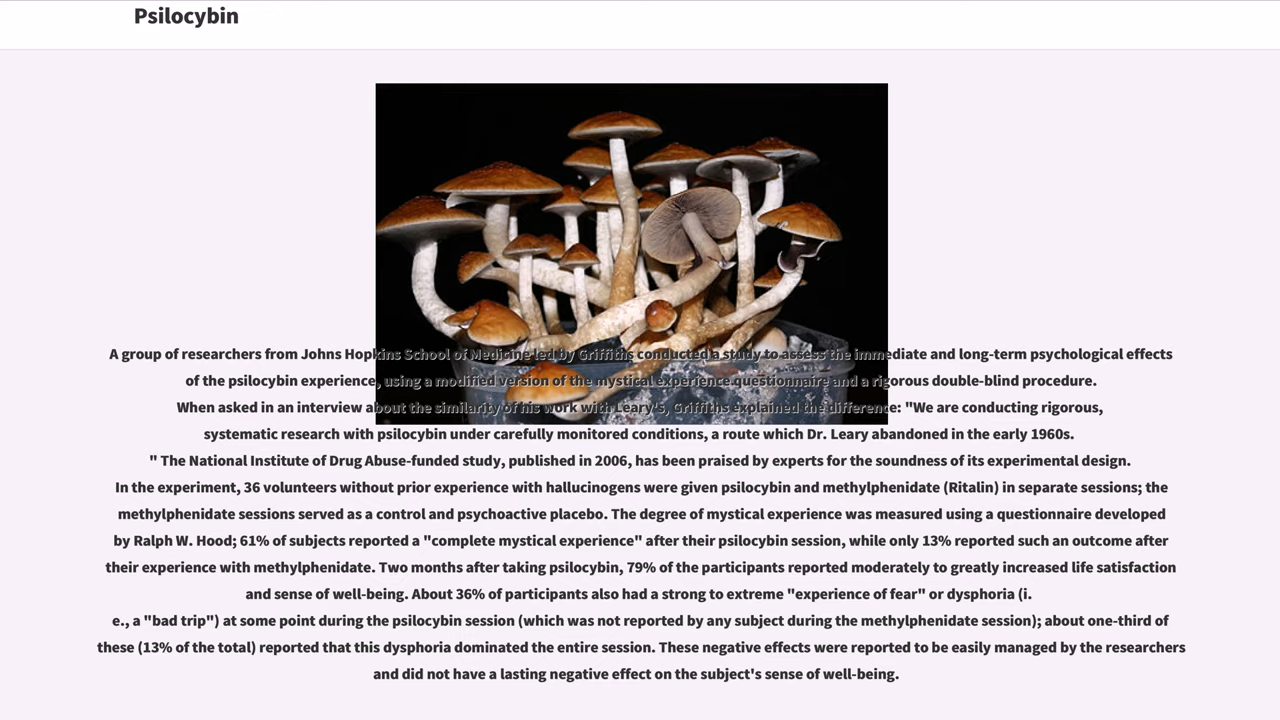 Psilocybin
A group of researchers from Johns Hopkins School of Medicine led by Griffiths conducted a study to assess the immediate and long-term psychological effects
of the psilocybin experience, using a modified version of the mystical experience questionnaire and a rigorous double-blind procedure.
When asked in an interview about the similarity of his work with Leary's, Griffiths explained the difference: "We are conducting rigorous,
systematic research with psilocybin under carefully monitored conditions, a route which Dr. Leary abandoned in the early 1960s.
" The National Institute of Drug Abuse-funded study, published in 2006, has been praised by experts for the soundness of its experimental design.
In the experiment, 36 volunteers without prior experience with hallucinogens were given psilocybin and methylphenidate (Ritalin) in separate sessions; the
methylphenidate sessions served as a control and psychoactive placebo. The degree of mystical experience was measured using a questionnaire developed
by Ralph W. Hood; 61% of subjects reported a "complete mystical experience" after their psilocybin session, while only 13% reported such an outcome after
their experience with methylphenidate. Two months after taking psilocybin, 79% of the participants reported moderately to greatly increased life satisfaction
and sense of well-being. About 36% of participants also had a strong to extreme "experience of fear" or dysphoria (i.
e., a "bad trip") at some point during the psilocybin session (which was not reported by any subject during the methylphenidate session); about one-third of
these (13% of the total) reported that this dysphoria dominated the entire session. These negative effects were reported to be easily managed by the researchers
and did not have a lasting negative effect on the subject's sense of well-being.